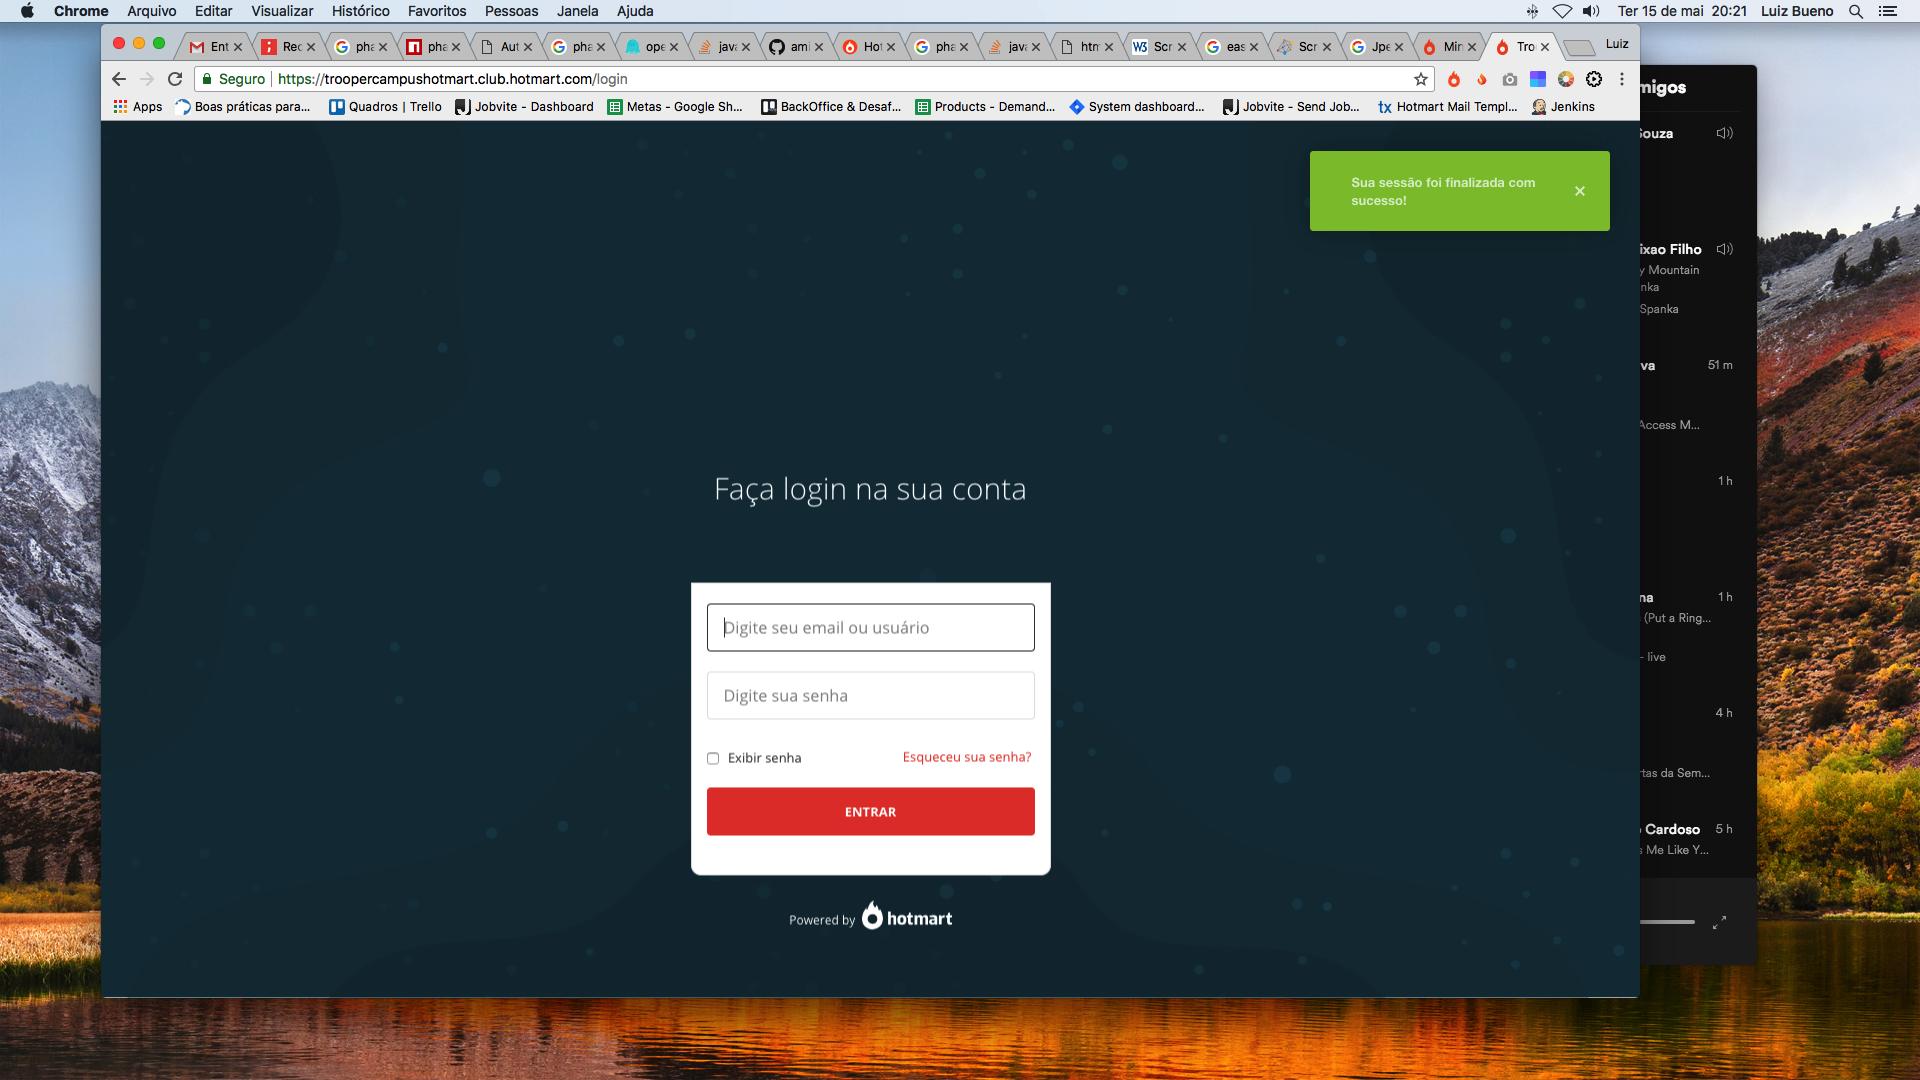 Chrome Arquivo Editar Visualizar Histórico Favoritos Pessoas Janela Ajuda Ter 15 de mai 20:21 Luiz Bueno
Ent Rec pha pha Aut pha ope java ami Hot pha java htm Scr eas Scr Jpe Min Troo Luiz
Seguro https://troopercampushotmart.club.hotmart.com/login
Apps Boas práticas para... Quadros | Trello Jobvite - Dashboard Metas - Google Sh... BackOffice & Desaf... Products - Demand... System dashboard... Jobvite - Send Job... tx Hotmart Mail Templ... Jenkins
Sua sessão foi finalizada com
sucesso!
Faça login na sua conta
Digite seu email ou usuário
Digite sua senha
Exibir senha Esqueceu sua senha?
ENTRAR
Powered by hotmart
migos
Souza
ixao Filho
y Mountain
nka
Spanka
va 51 m
Access M...
1 h
na 1 h
(Put a Ring...
- live
4 h
rtas da Sem...
Cardoso 5 h
s Me Like Y...